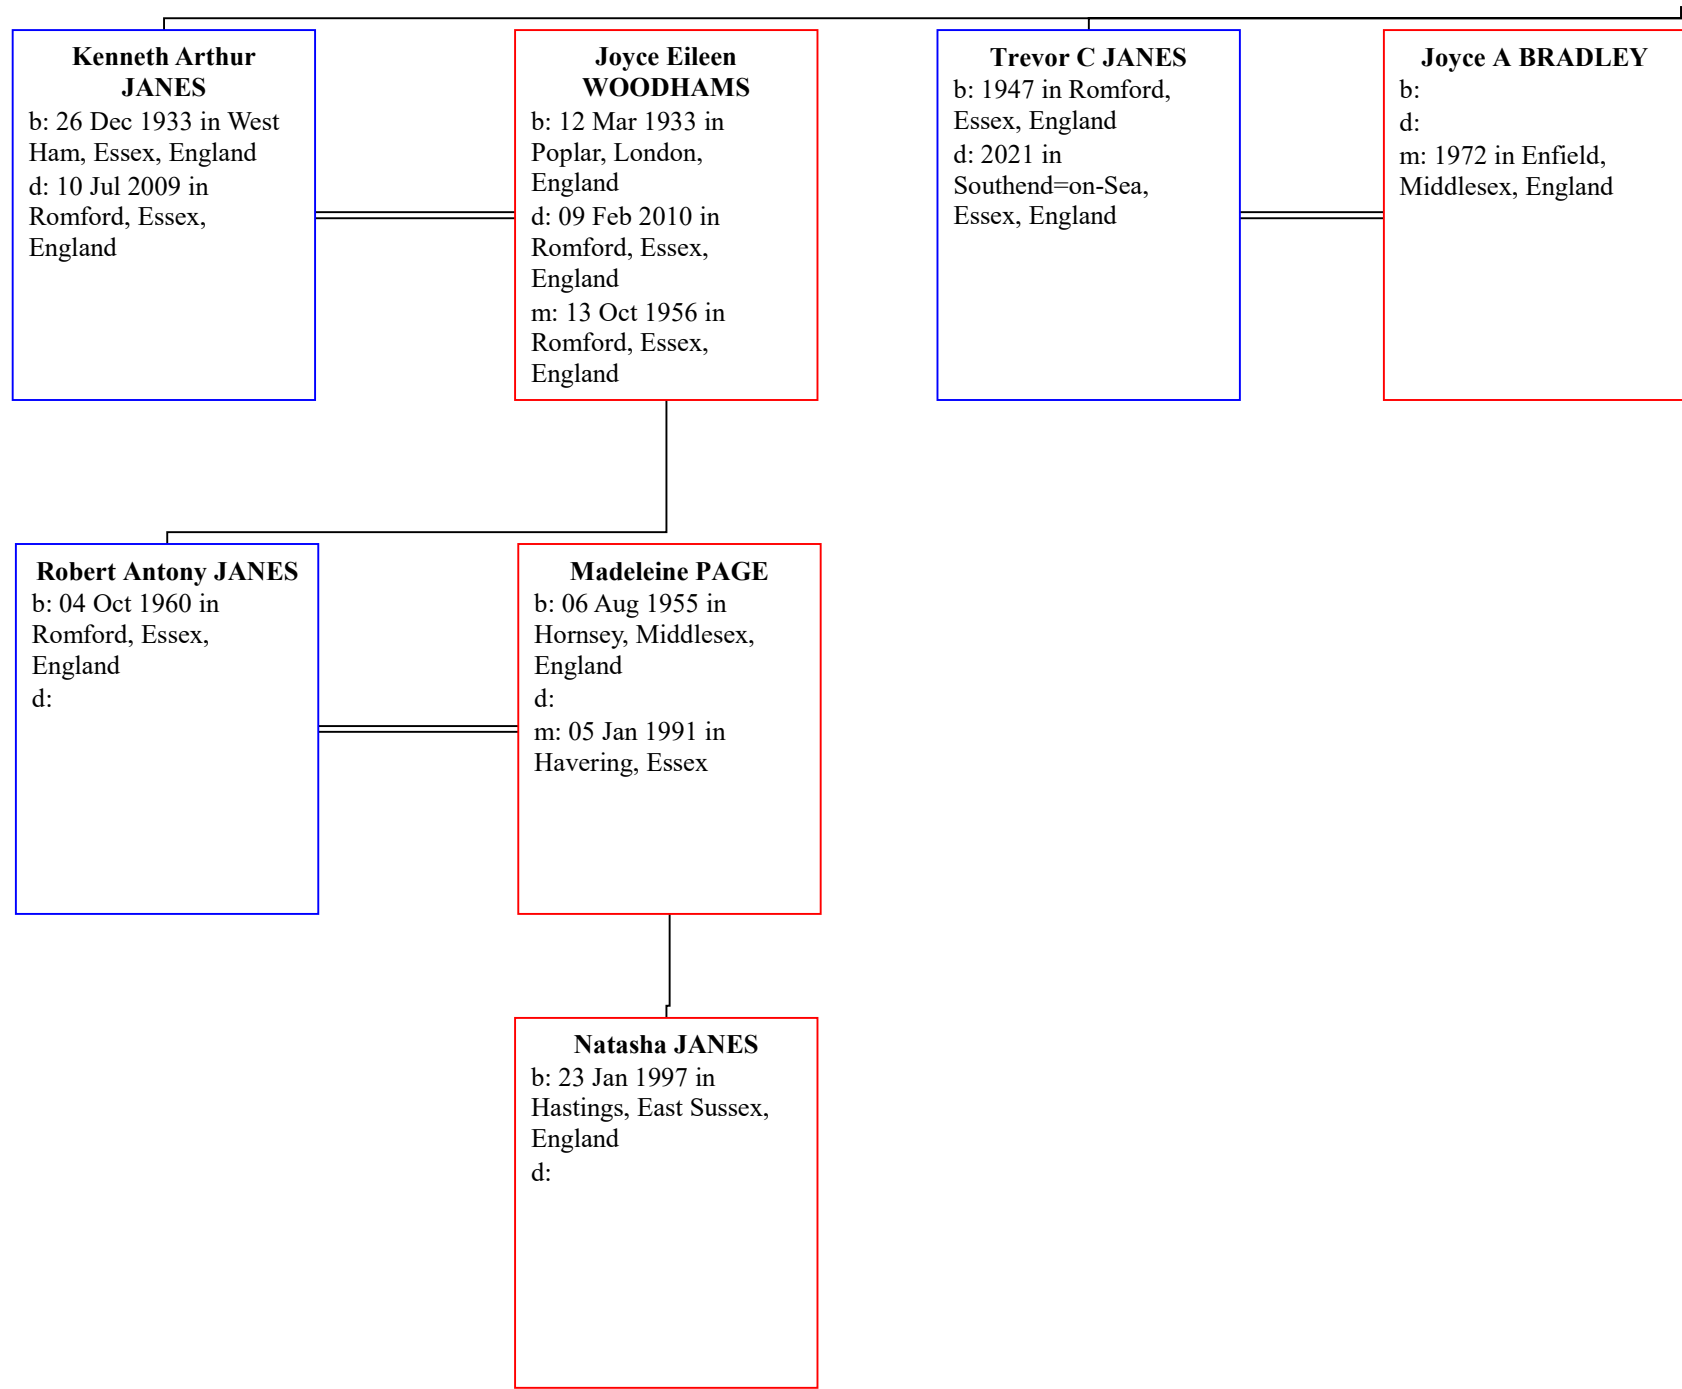 Kenneth Arthur
JANES
b: 26 Dec 1933 in West
Ham, Essex, England
d: 10 Jul 2009 in
Romford, Essex,
England
Joyce Eileen
WOODHAMS
b: 12 Mar 1933 in
Poplar, London,
England
d: 09 Feb 2010 in
Romford, Essex,
England
m: 13 Oct 1956 in
Romford, Essex,
England
Trevor C JANES
b: 1947 in Romford,
Essex, England
d: 2021 in
Southend=on-Sea,
Essex, England
Joyce A BRADLEY
b:
d:
m: 1972 in Enfield,
Middlesex, England
Robert Antony JANES
b: 04 Oct 1960 in
Romford, Essex,
England
d:
Madeleine PAGE
b: 06 Aug 1955 in
Hornsey, Middlesex,
England
d:
m: 05 Jan 1991 in
Havering, Essex
Natasha JANES
b: 23 Jan 1997 in
Hastings, East Sussex,
England
d: